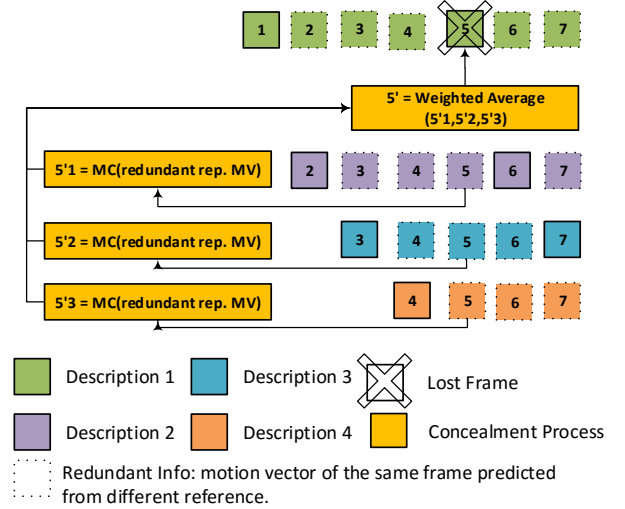 1 2 3 4 5 6 7
5' = Weighted Average
(5'1,5'2,5'3)
5'1 = MC(redundant rep. MV) 2 3 4 5 6 7
5'2 = MC(redundant rep. MV) 3 4 5 6 7
5'3 = MC(redundant rep. MV) 4 5 6 7
Description 1 Description 3 Lost Frame
Description 2 Description 4 Concealment Process
Redundant Info: motion vector of the same frame predicted
from different reference.